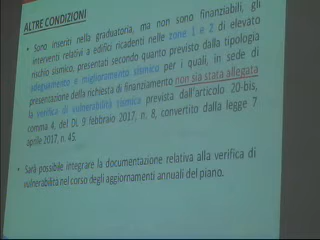 ALTRE CONDIZIONI
• Sono inseriti nella graduatoria, ma non sono finanziabili, gli
interventi relativi a edifici ricadenti nelle zone 1 e 2 di elevato
rischio sismico, presentati secondo quanto previsto dalla tipologia
adeguamento e miglioramento sismico per i quali, in sede di
presentazione della richiesta di finanziamento non sia stata allegata
la verifica di vulnerabilità sismica prevista dall'articolo 20-bis,
comma 4, del DL 9 febbraio 2017, n. 8, convertito dalla legge 7
aprile 2017, n. 45.
• Sarà possibile integrare la documentazione relativa alla verifica di
vulnerabilità nel corso degli aggiornamenti annuali del piano.